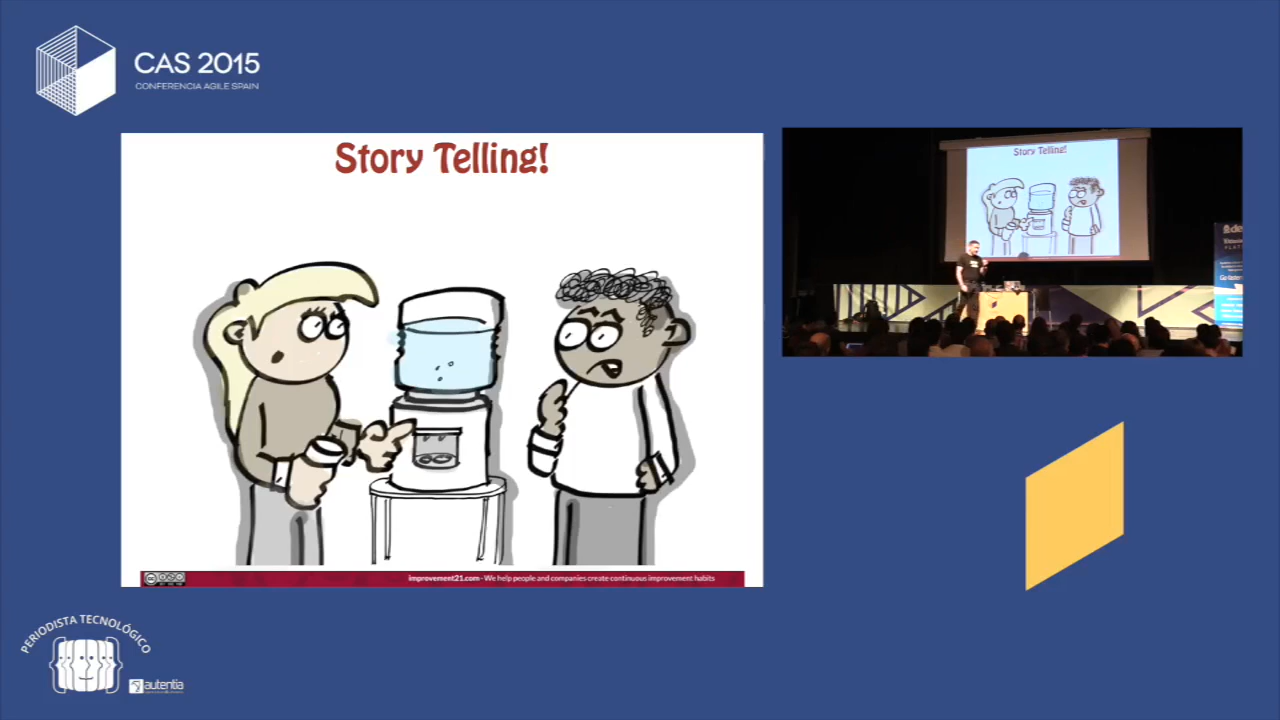 CAS 2015
CONFERENCIA AGILE SPAIN
Story Telling!
Story Telling!
improvement21.com - We help people and companies create continuous improvement habits
PERIODISTA TECNOLÓGICO
autentia